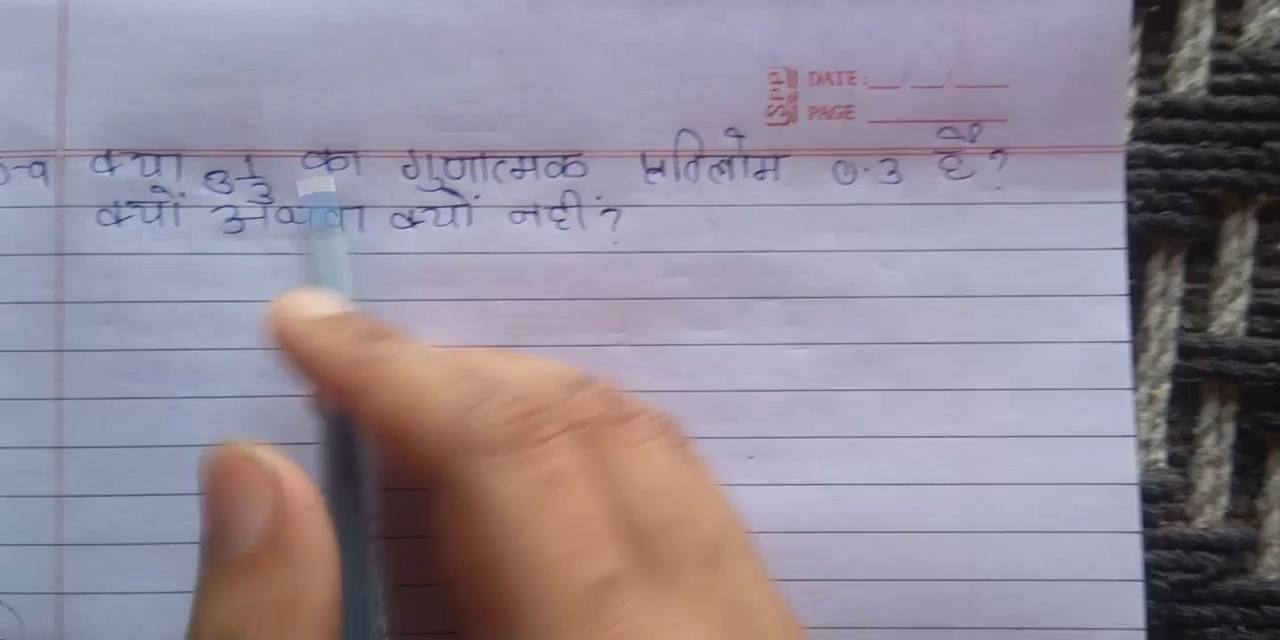 DATE :
PAGE
क्या 3 1/3 का गुणात्मक प्रतिलोम 0.3 है?
क्यों अथवा क्यों नहीं?